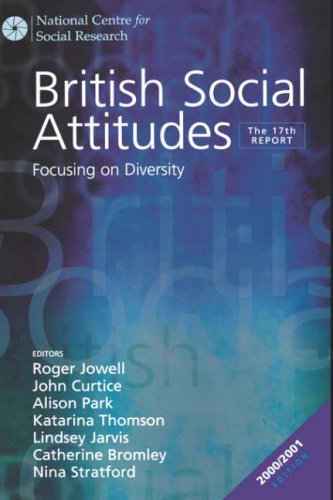 National Centre for
Social Research
British Social
Attitudes
The 17th
REPORT
Focusing on Diversity
British
EDITORS
Roger Jowell
John Curtice
Alison Park
Katarina Thomson
Lindsey Jarvis
Catherine Bromley
Nina Stratford
2000/2001
EDITION